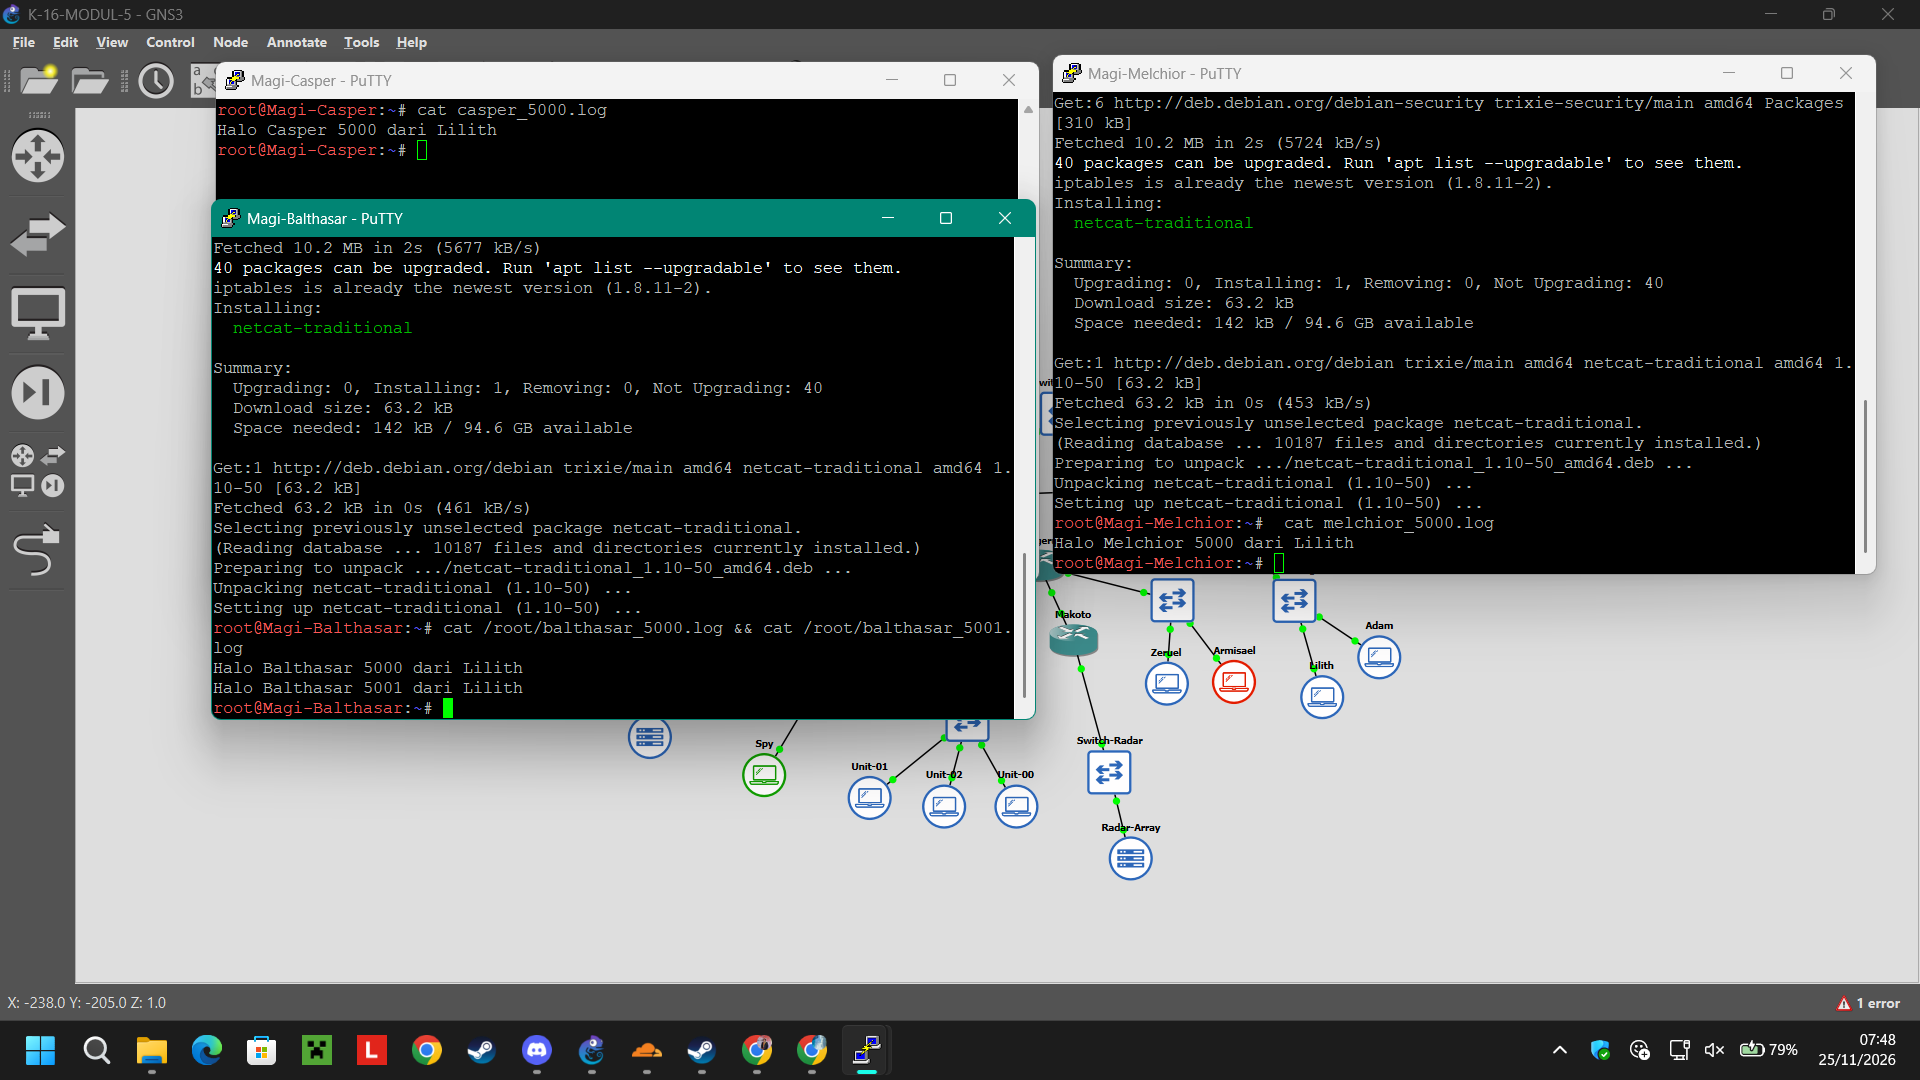 K-16-MODUL-5 - GNS3
File Edit View Control Node Annotate Tools Help
Magi-Casper - PuTTY
root@Magi-Casper:~# cat casper_5000.log
Halo Casper 5000 dari Lilith
root@Magi-Casper:~#
Magi-Balthasar - PuTTY
Fetched 10.2 MB in 2s (5677 kB/s)
40 packages can be upgraded. Run 'apt list --upgradable' to see them.
iptables is already the newest version (1.8.11-2).
Installing:
netcat-traditional
Summary:
Upgrading: 0, Installing: 1, Removing: 0, Not Upgrading: 40
Download size: 63.2 kB
Space needed: 142 kB / 94.6 GB available
Get:1 http://deb.debian.org/debian trixie/main amd64 netcat-traditional amd64 1.
10-50 [63.2 kB]
Fetched 63.2 kB in 0s (461 kB/s)
Selecting previously unselected package netcat-traditional.
(Reading database ... 10187 files and directories currently installed.)
Preparing to unpack .../netcat-traditional_1.10-50_amd64.deb ...
Unpacking netcat-traditional (1.10-50) ...
Setting up netcat-traditional (1.10-50) ...
root@Magi-Balthasar:~# cat /root/balthasar_5000.log && cat /root/balthasar_5001.
log
Halo Balthasar 5000 dari Lilith
Halo Balthasar 5001 dari Lilith
root@Magi-Balthasar:~#
Magi-Melchior - PuTTY
Get:6 http://deb.debian.org/debian-security trixie-security/main amd64 Packages
[310 kB]
Fetched 10.2 MB in 2s (5724 kB/s)
40 packages can be upgraded. Run 'apt list --upgradable' to see them.
iptables is already the newest version (1.8.11-2).
Installing:
netcat-traditional
Summary:
Upgrading: 0, Installing: 1, Removing: 0, Not Upgrading: 40
Download size: 63.2 kB
Space needed: 142 kB / 94.6 GB available
Get:1 http://deb.debian.org/debian trixie/main amd64 netcat-traditional amd64 1.
10-50 [63.2 kB]
Fetched 63.2 kB in 0s (453 kB/s)
Selecting previously unselected package netcat-traditional.
(Reading database ... 10187 files and directories currently installed.)
Preparing to unpack .../netcat-traditional_1.10-50_amd64.deb ...
Unpacking netcat-traditional (1.10-50) ...
Setting up netcat-traditional (1.10-50) ...
root@Magi-Melchior:~#  cat melchior_5000.log
Halo Melchior 5000 dari Lilith
root@Magi-Melchior:~#
Makoto
Zeruel
Armisael
Adam
Lilith
Switch-Radar
Spy
Unit-01
Unit-02
Unit-00
Radar-Array
X: -238.0 Y: -205.0 Z: 1.0
1 error
79%
07:48
25/11/2026